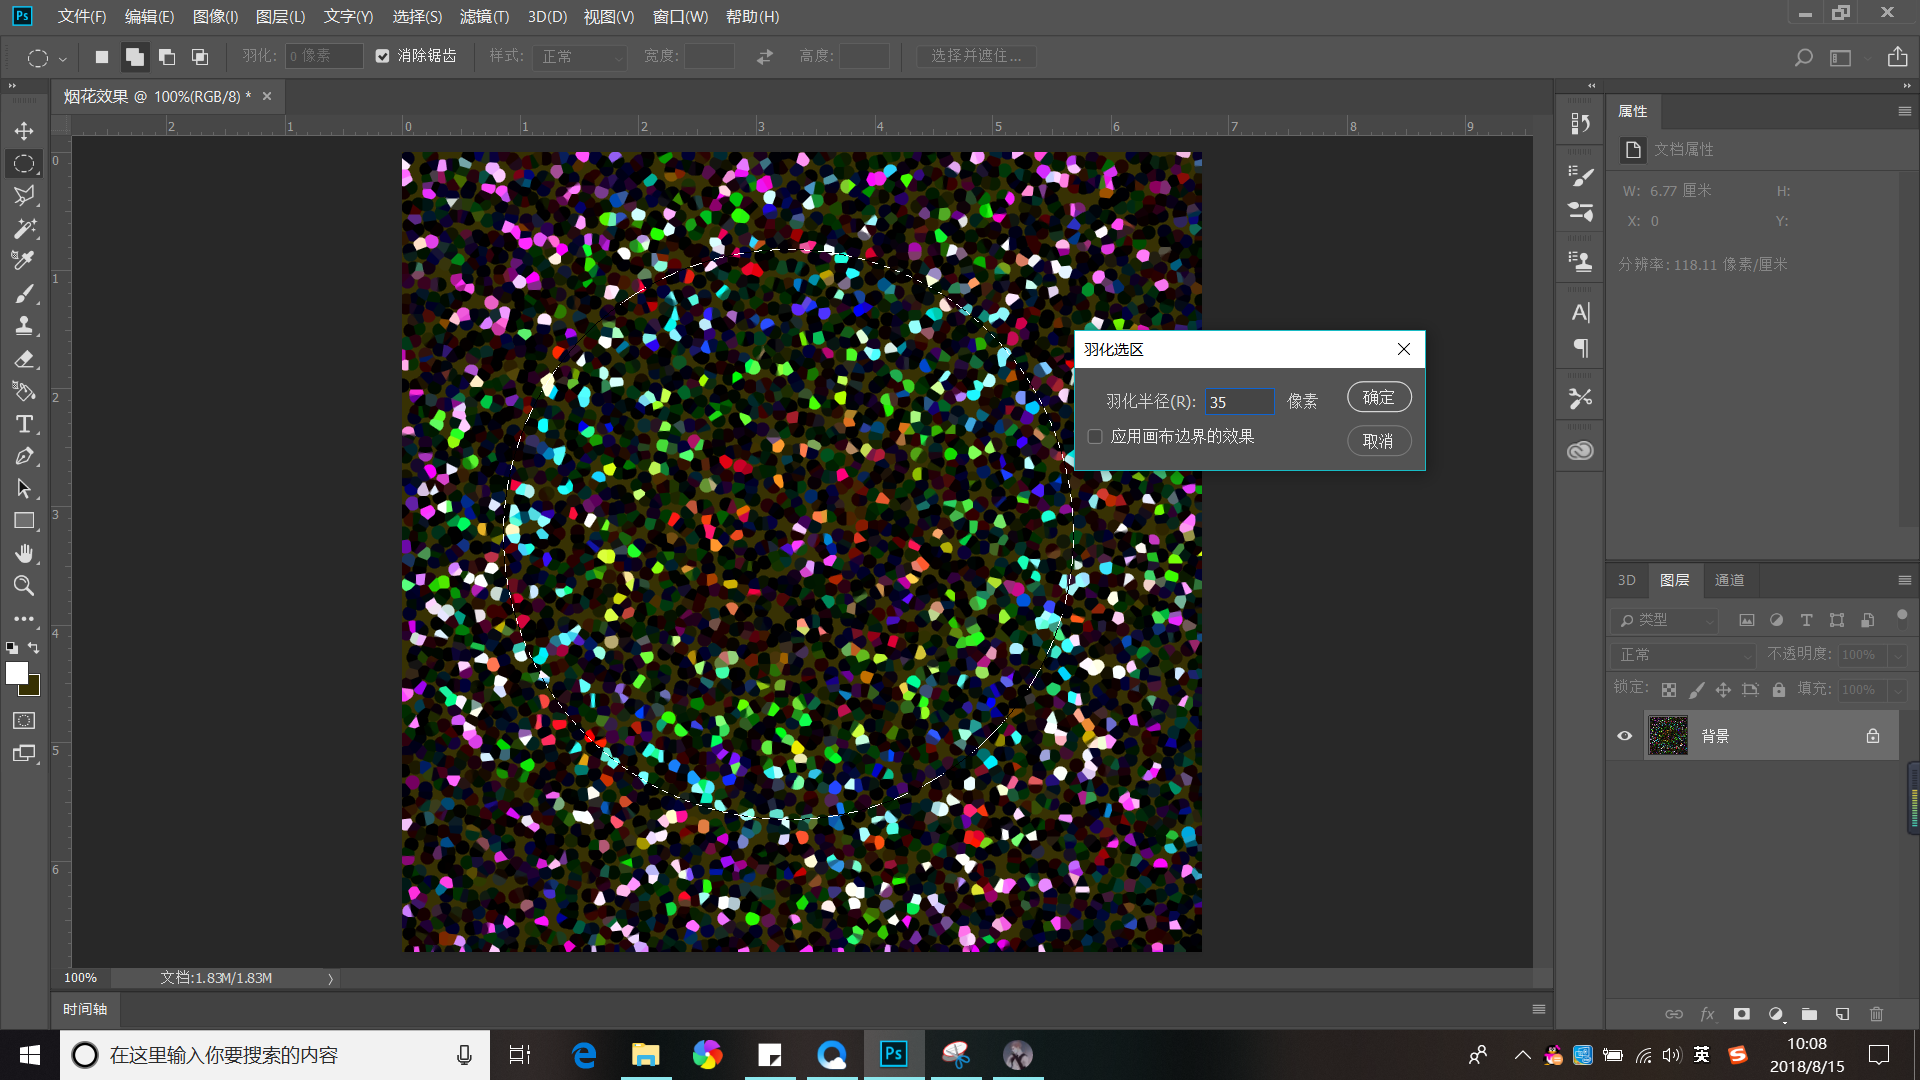 Ps 文件(F) 编辑(E) 图像(I) 图层(L) 文字(Y) 选择(S) 滤镜(T) 3D(D) 视图(V) 窗口(W) 帮助(H)
羽化: 0 像素 消除锯齿 样式: 正常 宽度: 高度: 选择并遮住...
烟花效果 @ 100%(RGB/8) * ×
2 1 0 1 2 3 4 5 6 7 8 9
0
1
2
3
4
5
6
羽化选区
羽化半径(R): 35 像素 确定
应用画布边界的效果 取消
属性
文档属性
W: 6.77 厘米 H:
X: 0 Y:
分辨率: 118.11 像素/厘米
3D 图层 通道
类型
正常 不透明度: 100%
锁定: 填充: 100%
背景
fx
100% 文档:1.83M/1.83M
时间轴
在这里输入你要搜索的内容
Ps
英
10:08
2018/8/15